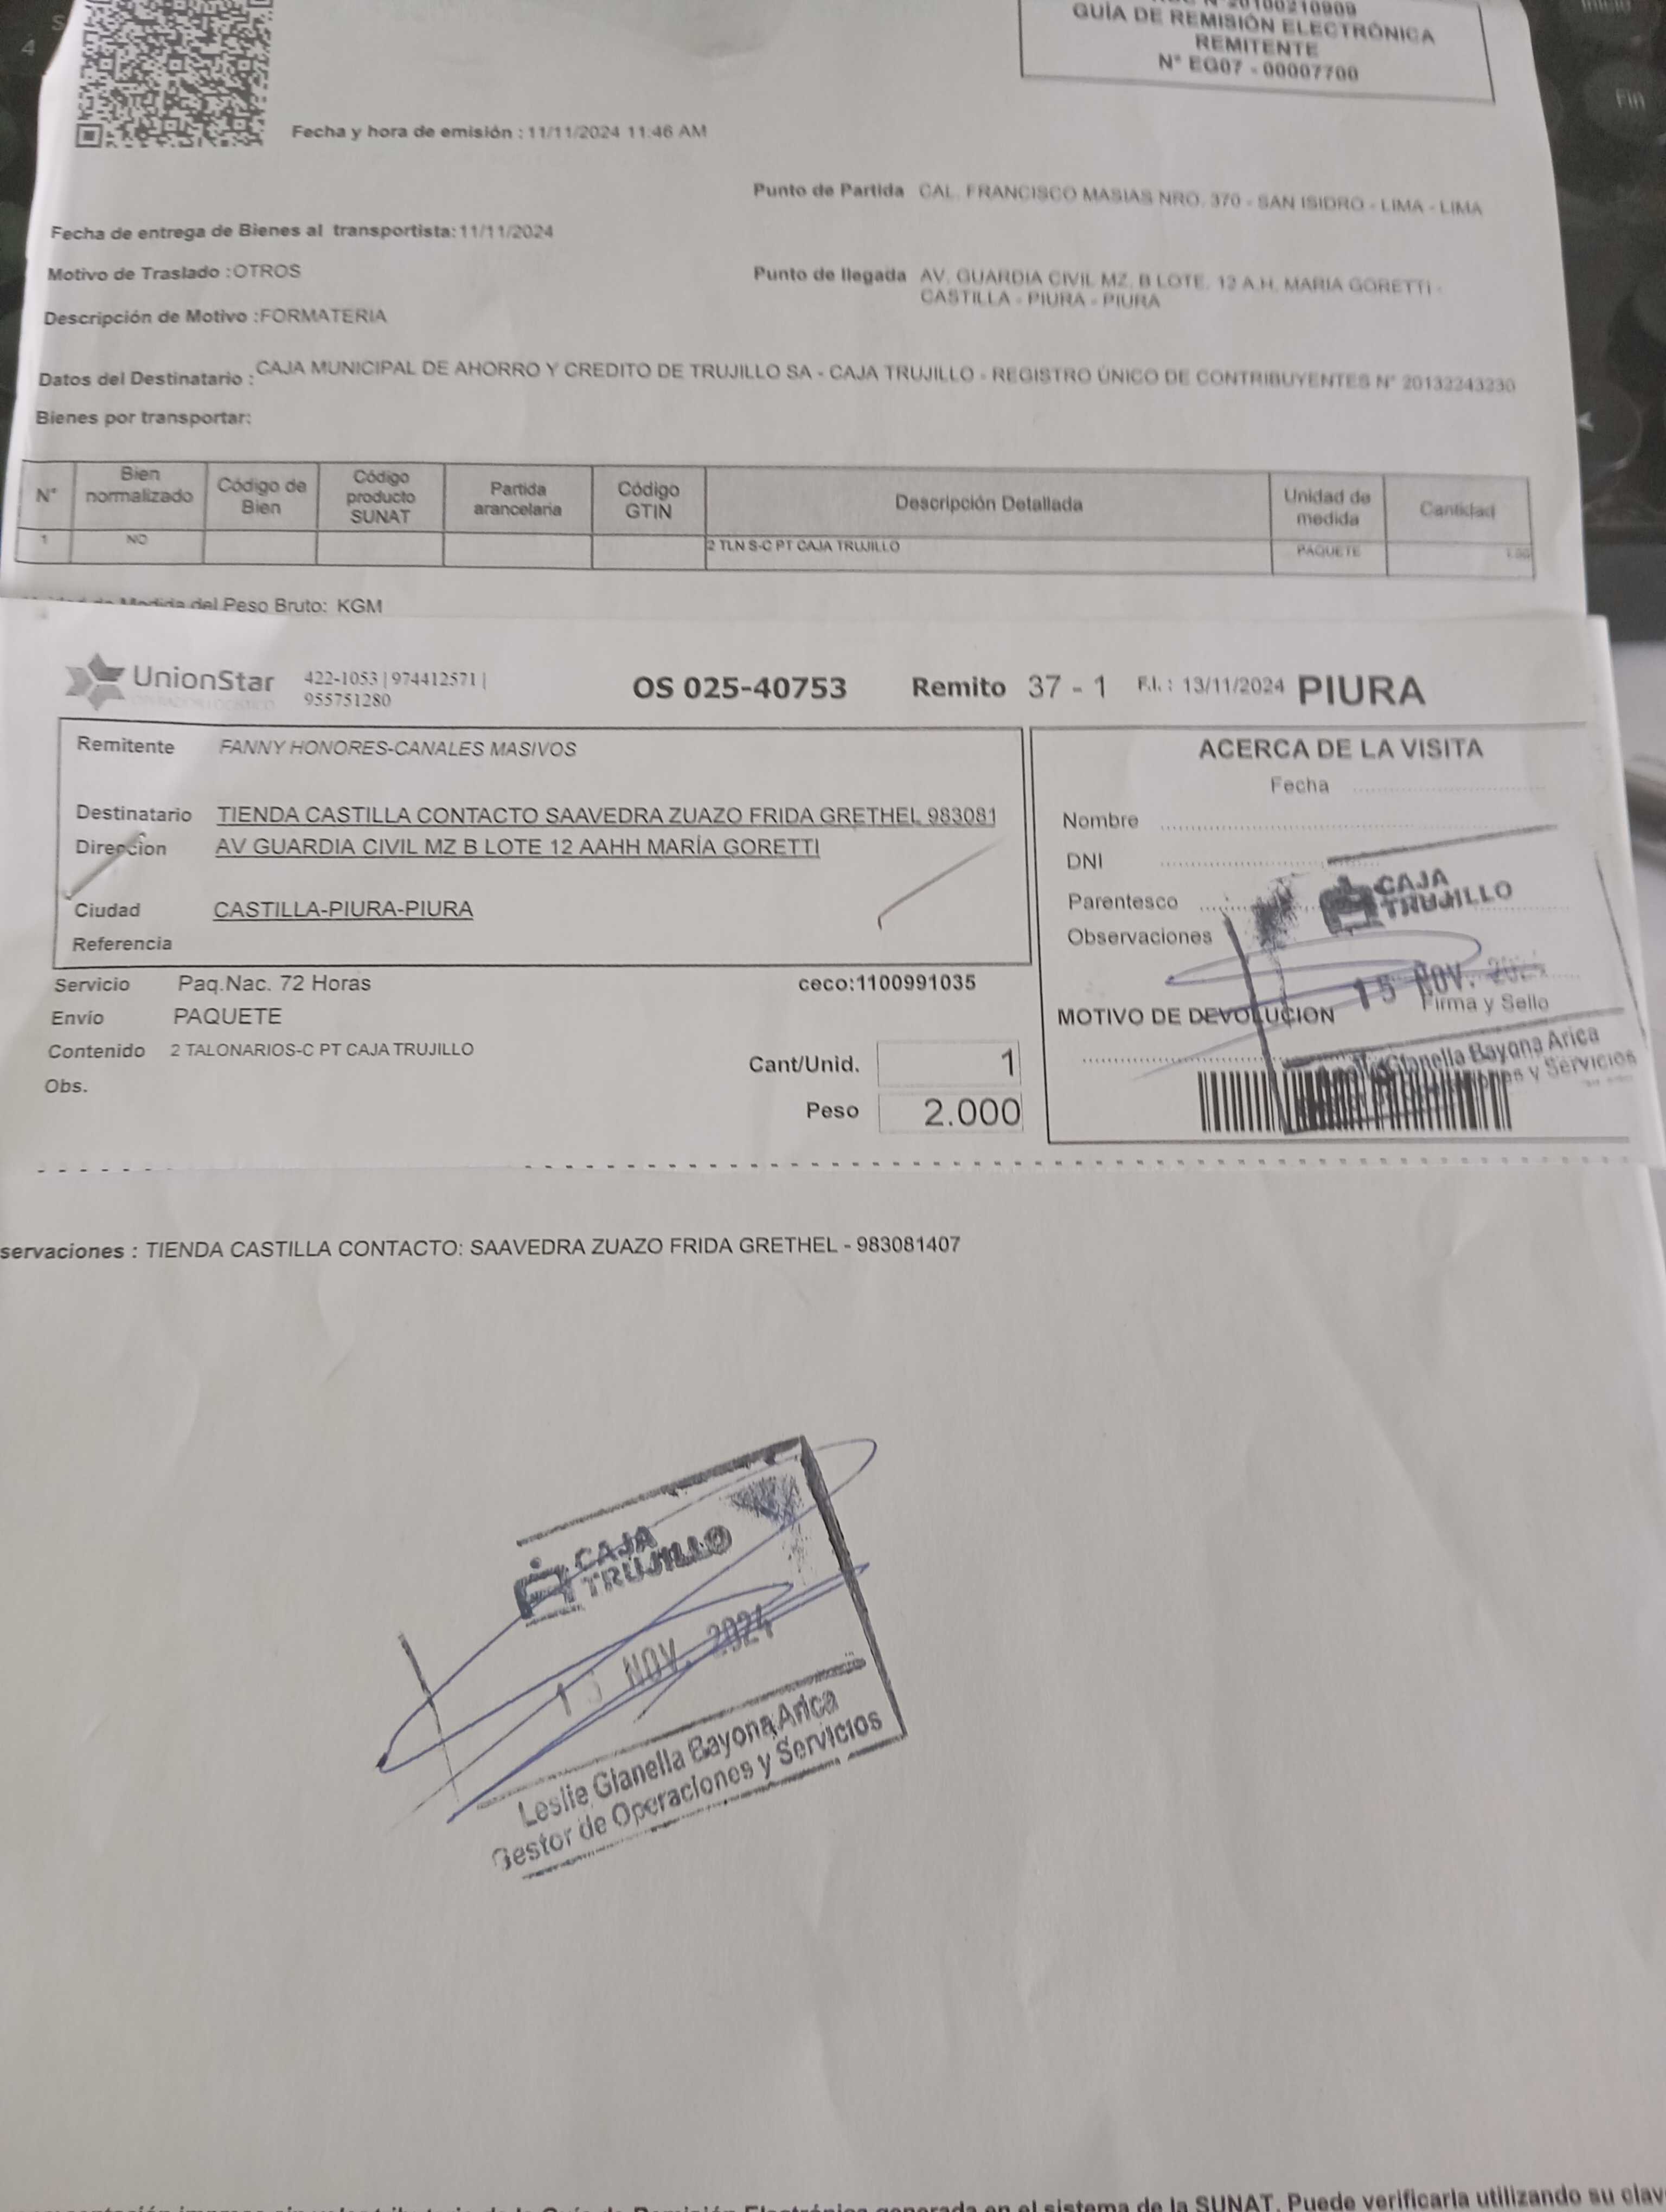 GUÍA DE REMISIÓN ELECTRÓNICA
REMITENTE
N° EG07 - 00007700
Fecha y hora de emisión : 11/11/2024 11:46 AM
Punto de Partida CAL. FRANCISCO MASIAS NRO. 370 - SAN ISIDRO - LIMA - LIMA
Fecha de entrega de Bienes al transportista: 11/11/2024
Motivo de Traslado : OTROS
Punto de llegada AV. GUARDIA CIVIL MZ. B LOTE. 12 A.H. MARIA GORETTI -
CASTILLA - PIURA - PIURA
Descripción de Motivo : FORMATERIA
Datos del Destinatario : CAJA MUNICIPAL DE AHORRO Y CREDITO DE TRUJILLO SA - CAJA TRUJILLO - REGISTRO ÚNICO DE CONTRIBUYENTES N° 20132243230
Bienes por transportar:
N° Bien normalizado Código de Bien Código producto SUNAT Partida arancelaria Código GTIN Descripción Detallada Unidad de medida Cantidad
1 NO 2 TLN S-C PT CAJA TRUJILLO PAQUETE
Medida del Peso Bruto: KGM
UnionStar 422-1053 | 974412571 |
955751280
OS 025-40753 Remito 37 - 1 F.I. : 13/11/2024 PIURA
Remitente FANNY HONORES-CANALES MASIVOS
Destinatario TIENDA CASTILLA CONTACTO SAAVEDRA ZUAZO FRIDA GRETHEL 983081
Direccion AV GUARDIA CIVIL MZ B LOTE 12 AAHH MARÍA GORETTI
Ciudad CASTILLA-PIURA-PIURA
Referencia
Servicio Paq.Nac. 72 Horas ceco:1100991035
Envío PAQUETE
Contenido 2 TALONARIOS-C PT CAJA TRUJILLO
Obs.
Cant/Unid. 1
Peso 2.000
ACERCA DE LA VISITA
Fecha
Nombre
DNI
Parentesco
Observaciones
CAJA
TRUJILLO
15 NOV.
Firma y Sello
MOTIVO DE DEVOLUCION
Gianella Bayona Arica
y Servicios
servaciones : TIENDA CASTILLA CONTACTO: SAAVEDRA ZUAZO FRIDA GRETHEL - 983081407
CAJA
TRUJILLO
15 NOV. 2024
Leslie Gianella Bayona Arica
Gestor de Operaciones y Servicios
en el sistema de la SUNAT. Puede verificarla utilizando su clav